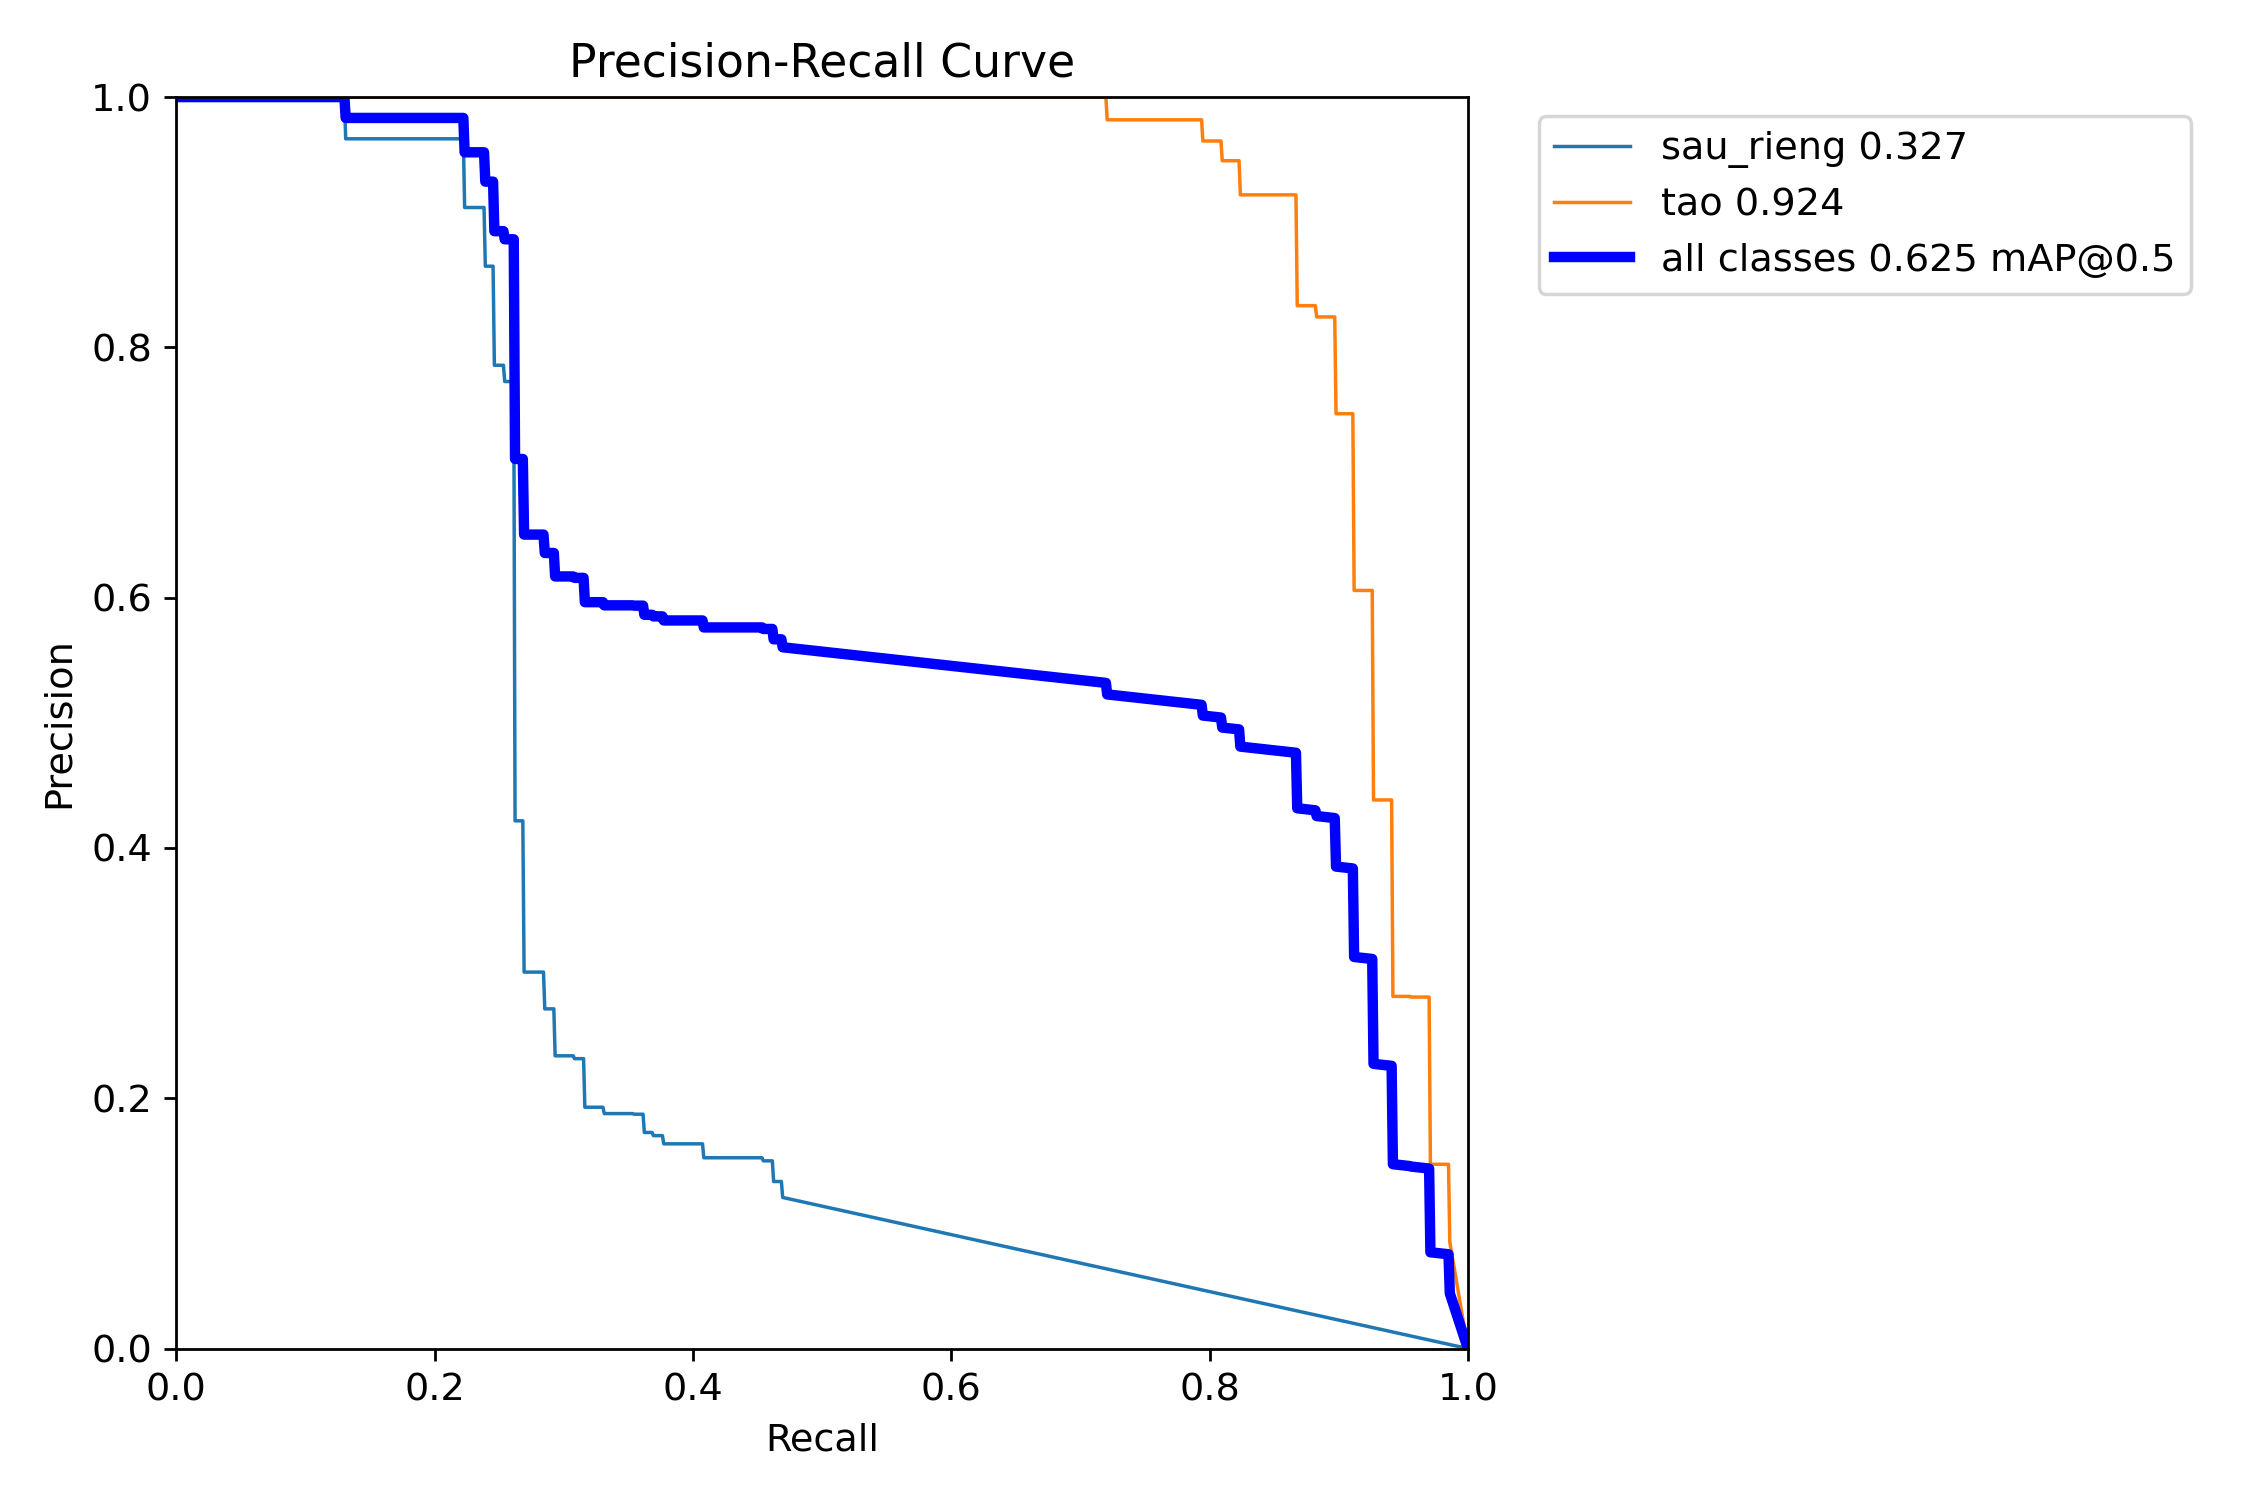 Precision-Recall Curve
1.0
0.8
0.6
0.4
0.2
0.0
Precision
0.0 0.2 0.4 0.6 0.8 1.0
Recall
sau_rieng 0.327
tao 0.924
all classes 0.625 mAP@0.5